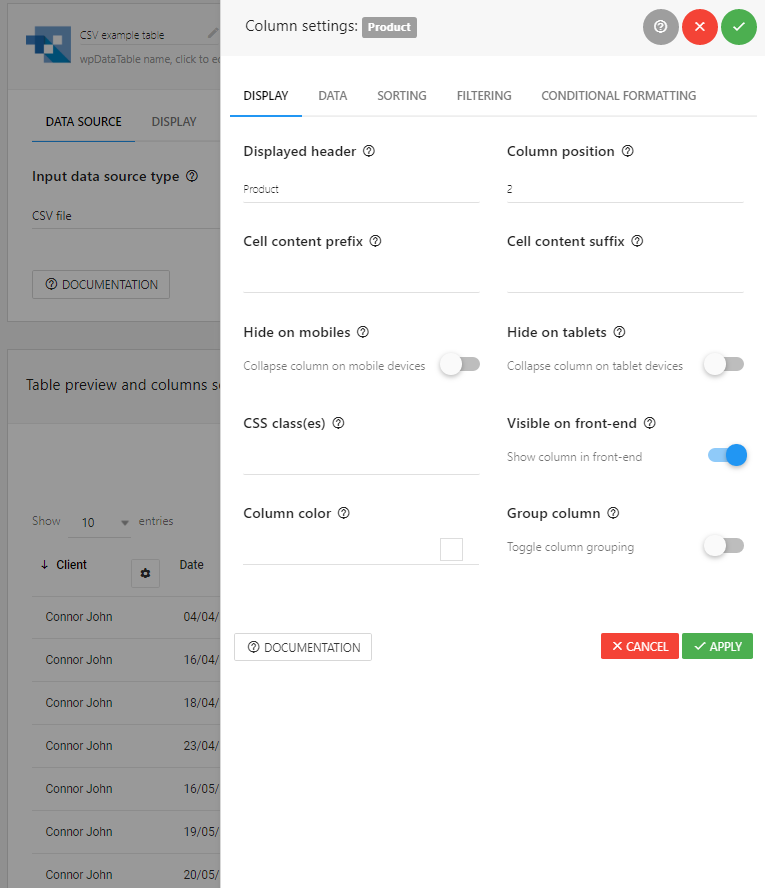 CSV example table
wpDataTable name, click to e
DATA SOURCE DISPLAY
Input data source type
CSV file
DOCUMENTATION
Table preview and columns s
Show 10 entries
Client Date
Connor John 04/04/
Connor John 16/04/
Connor John 18/04/
Connor John 23/04/
Connor John 16/05/
Connor John 19/05/
Connor John 20/05/
Column settings: Product
DISPLAY DATA SORTING FILTERING CONDITIONAL FORMATTING
Displayed header Column position
Product 2
Cell content prefix Cell content suffix
Hide on mobiles Hide on tablets
Collapse column on mobile devices Collapse column on tablet devices
CSS class(es) Visible on front-end
Show column in front-end
Column color Group column
Toggle column grouping
DOCUMENTATION CANCEL APPLY